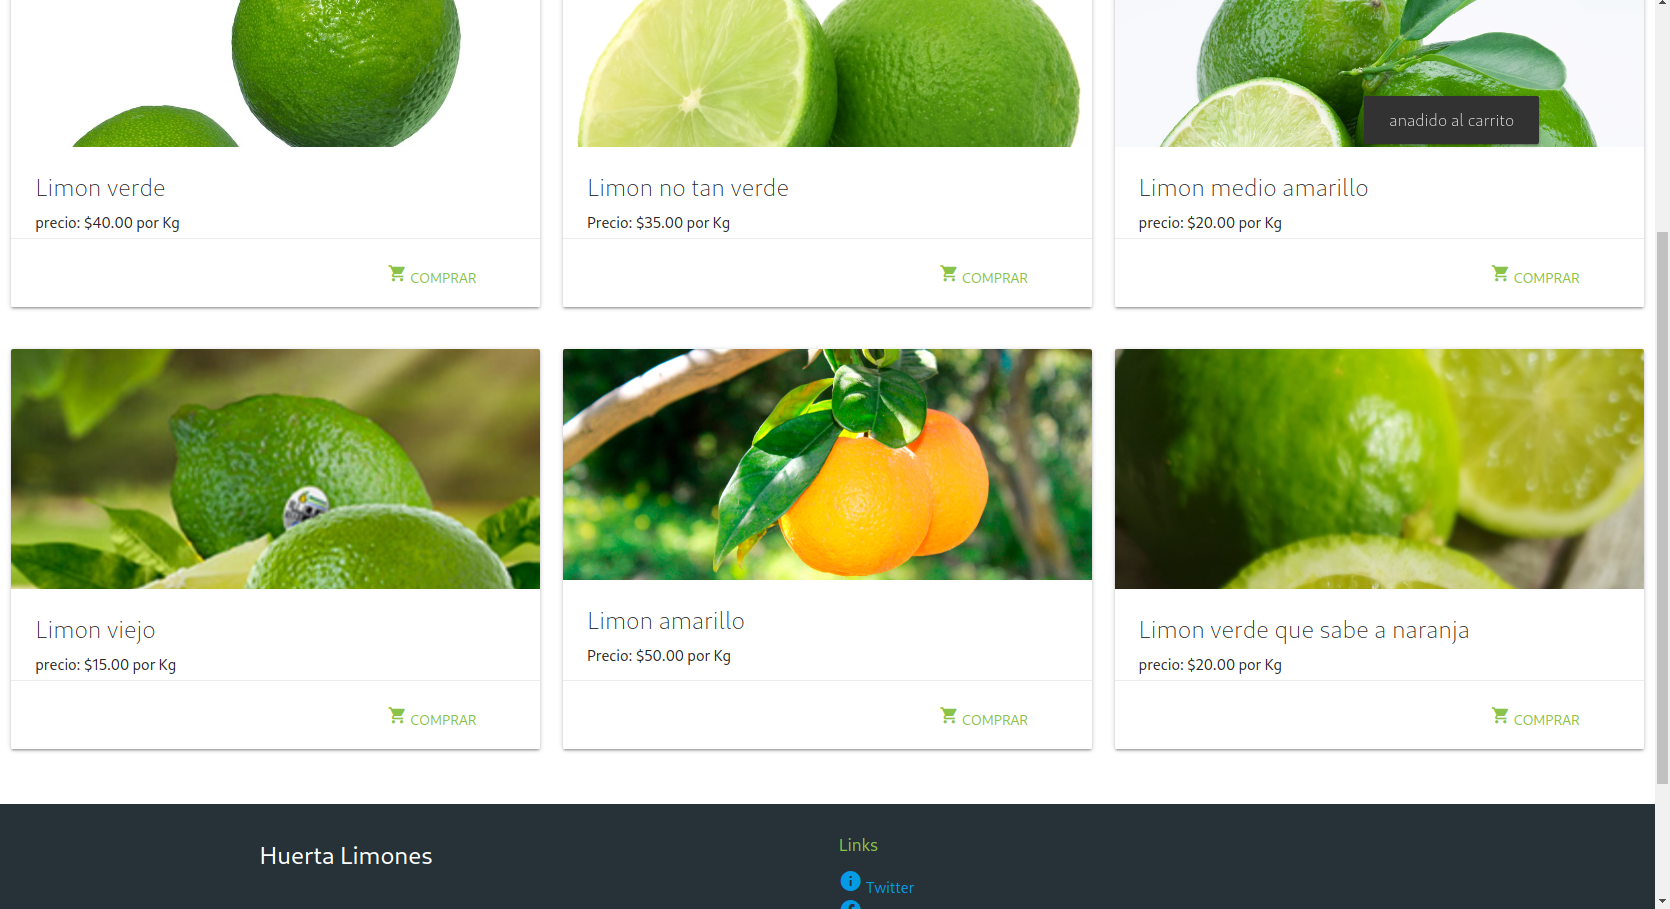 anadido al carrito
Limon verde
precio: $40.00 por Kg
COMPRAR
Limon no tan verde
Precio: $35.00 por Kg
COMPRAR
Limon medio amarillo
precio: $20.00 por Kg
COMPRAR
Limon viejo
precio: $15.00 por Kg
COMPRAR
Limon amarillo
Precio: $50.00 por Kg
COMPRAR
Limon verde que sabe a naranja
precio: $20.00 por Kg
COMPRAR
Huerta Limones
Links
Twitter